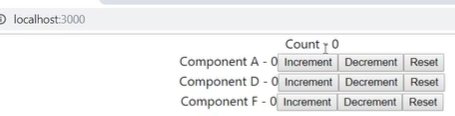 localhost:3000
Count - 0
Component A - 0 Increment Decrement Reset
Component D - 0 Increment Decrement Reset
Component F - 0 Increment Decrement Reset